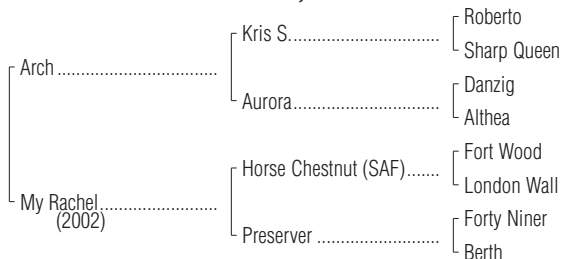 Roberto
Kris S.......................................
Sharp Queen
Arch .....................................
Danzig
Aurora.......................................
Althea
Fort Wood
Horse Chestnut (SAF).......
London Wall
My Rachel...........................
(2002)
Forty Niner
Preserver ................................
Berth